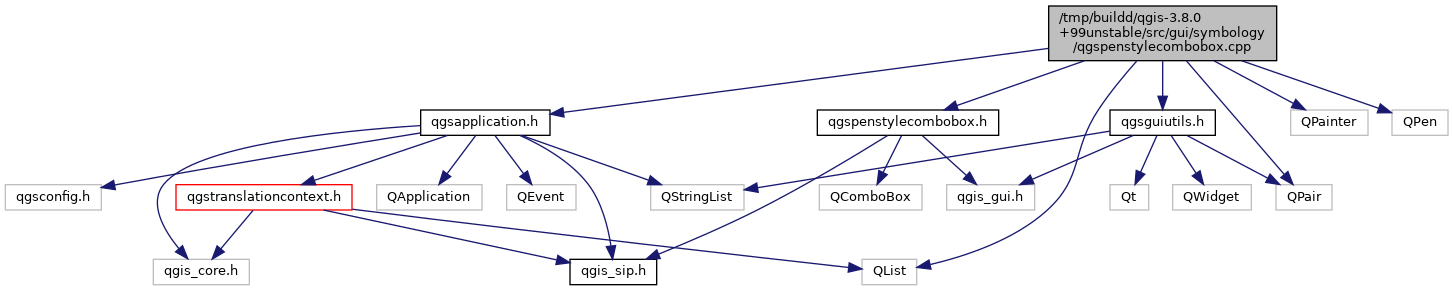 /tmp/buildd/qgis-3.8.0
+99unstable/src/gui/symbology
/qgspenstylecombobox.cpp
qgsapplication.h
qgspenstylecombobox.h
qgsguiutils.h
QPainter
QPen
qgsconfig.h
qgstranslationcontext.h
QApplication
QEvent
QStringList
QComboBox
qgis_gui.h
Qt
QWidget
QPair
qgis_core.h
qgis_sip.h
QList